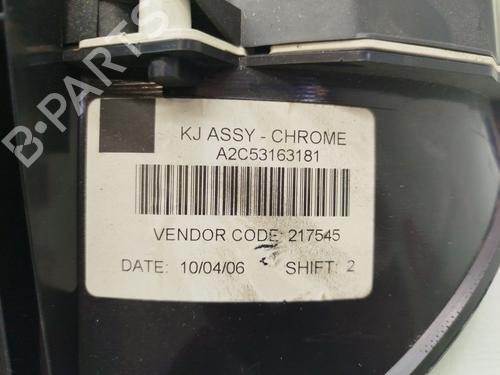 B-PARTS
KJ ASSY - CHROME
A2C53163181
VENDOR CODE: 217545
DATE: 10/04/06 SHIFT: 2